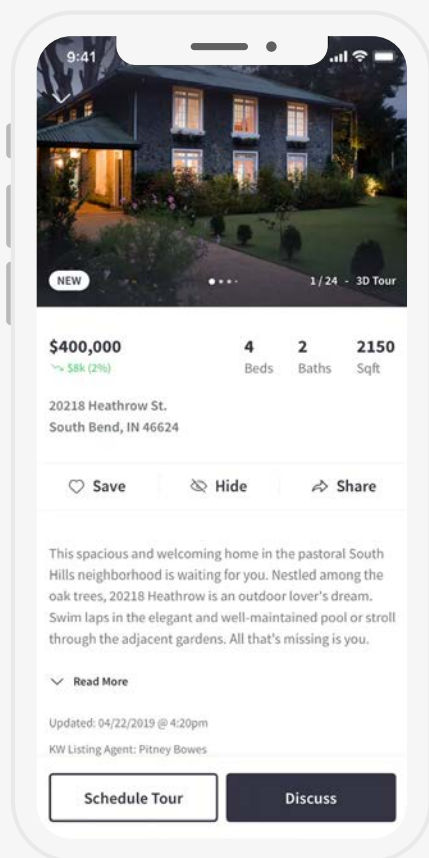 9:41
NEW
1 / 24 - 3D Tour
$400,000
4
2
2150
$8k (2%)
Beds
Baths
Sqft
20218 Heathrow St.
South Bend, IN 46624
Save
Hide
Share
This spacious and welcoming home in the pastoral South
Hills neighborhood is waiting for you. Nestled among the
oak trees, 20218 Heathrow is an outdoor lover's dream.
Swim laps in the elegant and well-maintained pool or stroll
through the adjacent gardens. All that's missing is you.
Read More
Updated: 04/22/2019 @ 4:20pm
KW Listing Agent: Pitney Bowes
Schedule Tour
Discuss